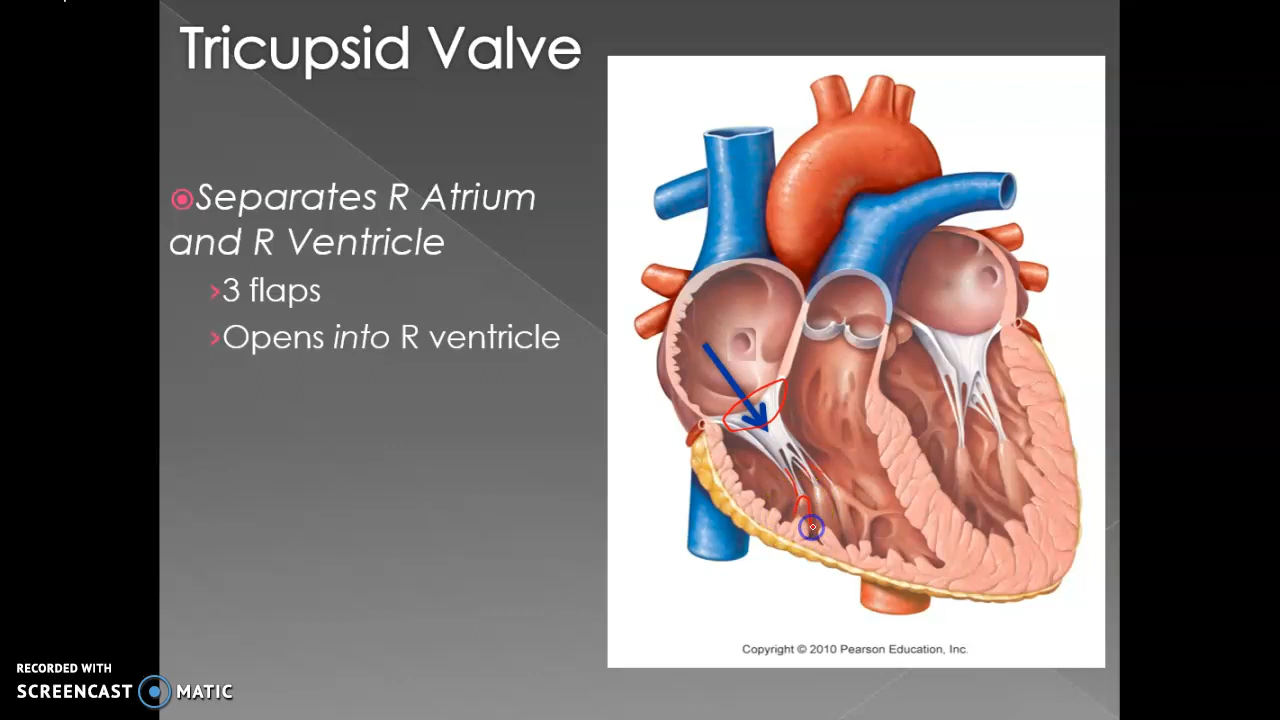 Tricupsid Valve
Separates R Atrium
and R Ventricle
3 flaps
Opens into R ventricle
Copyright © 2010 Pearson Education, Inc.
RECORDED WITH
SCREENCAST MATIC